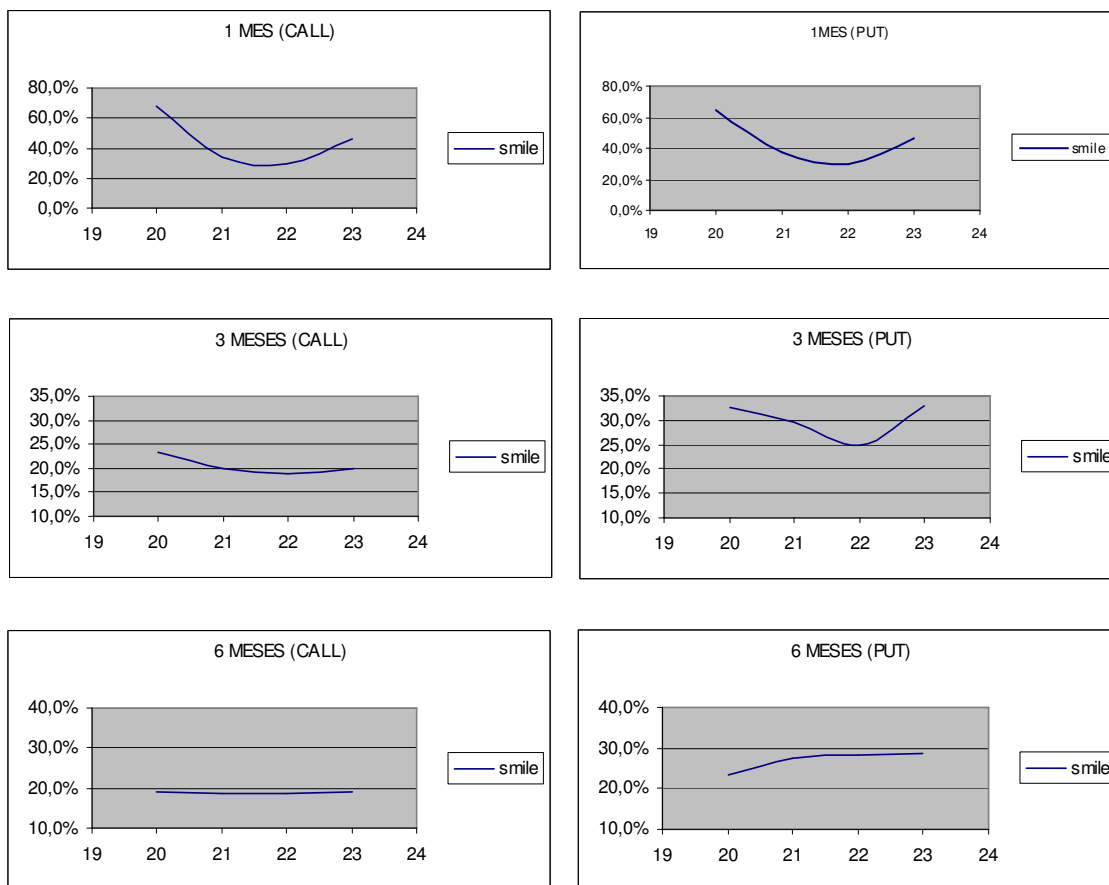 1 MES (CALL)
80,0%
60,0%
40,0%
20,0%
0,0%
19 20 21 22 23 24
smile
1MES (PUT)
80,0%
60,0%
40,0%
20,0%
0,0%
19 20 21 22 23 24
smile
3 MESES (CALL)
35,0%
30,0%
25,0%
20,0%
15,0%
10,0%
19 20 21 22 23 24
smile
3 MESES (PUT)
35,0%
30,0%
25,0%
20,0%
15,0%
10,0%
19 20 21 22 23 24
smile
6 MESES (CALL)
40,0%
30,0%
20,0%
10,0%
19 20 21 22 23 24
smile
6 MESES (PUT)
40,0%
30,0%
20,0%
10,0%
19 20 21 22 23 24
smile